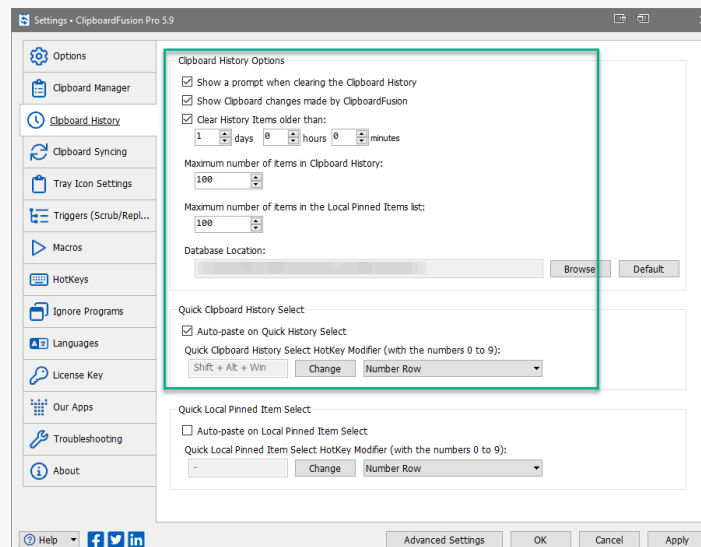 Settings • ClipboardFusion Pro 5.9
Options
Clipboard Manager
Clipboard History
Clipboard Syncing
Tray Icon Settings
Triggers (Scrub/Repl...
Macros
HotKeys
Ignore Programs
Languages
License Key
Our Apps
Troubleshooting
About
Clipboard History Options
Show a prompt when clearing the Clipboard History
Show Clipboard changes made by ClipboardFusion
Clear History Items older than:
1 days 0 hours 0 minutes
Maximum number of items in Clipboard History:
100
Maximum number of items in the Local Pinned Items list:
100
Database Location:
Browse Default
Quick Clipboard History Select
Auto-paste on Quick History Select
Quick Clipboard History Select HotKey Modifier (with the numbers 0 to 9):
Shift + Alt + Win Change Number Row
Quick Local Pinned Item Select
Auto-paste on Local Pinned Item Select
Quick Local Pinned Item Select HotKey Modifier (with the numbers 0 to 9):
- Change Number Row
Help Advanced Settings OK Cancel Apply